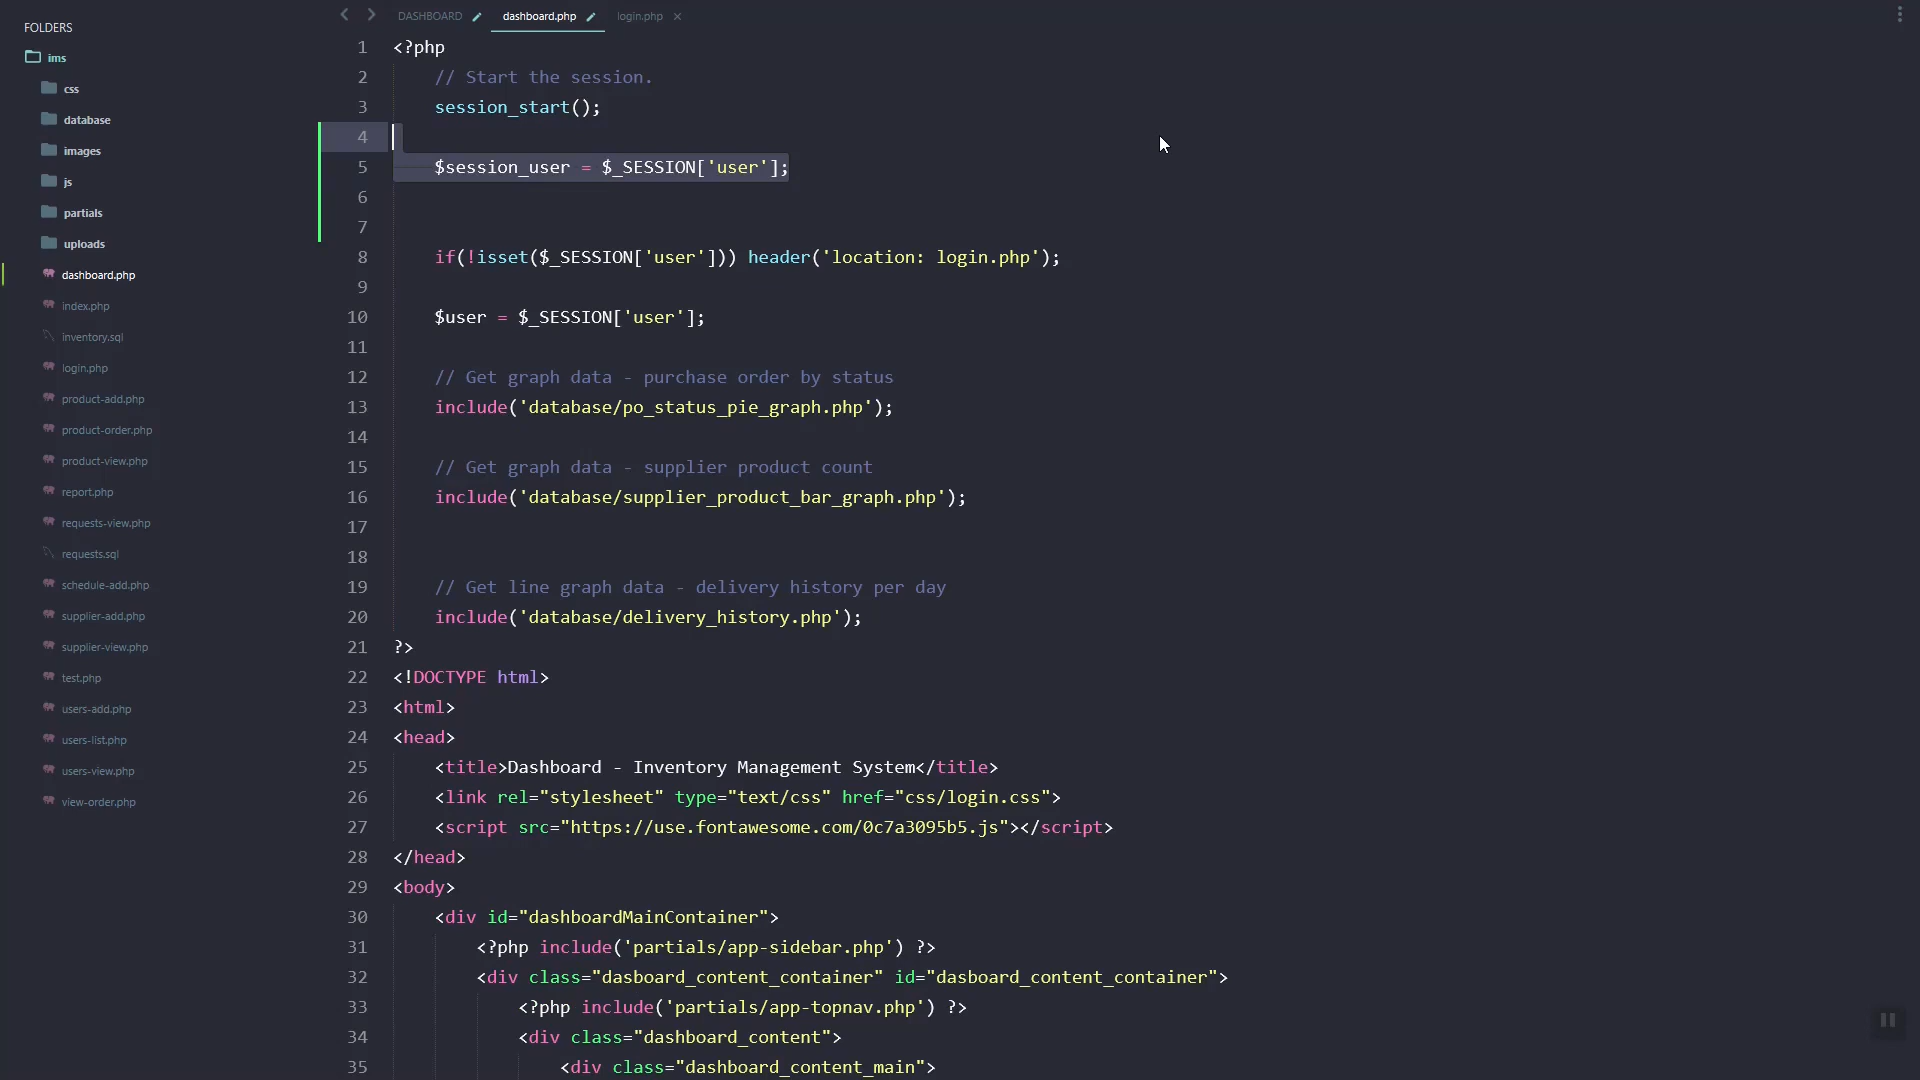 FOLDERS
ims
css
database
images
js
partials
uploads
dashboard.php
index.php
inventory.sql
login.php
product-add.php
product-order.php
product-view.php
report.php
requests-view.php
requests.sql
schedule-add.php
supplier-add.php
supplier-view.php
test.php
users-add.php
users-list.php
users-view.php
view-order.php
DASHBOARD dashboard.php login.php
1 <?php
2 // Start the session.
3 session_start();
4
5 $session_user = $_SESSION['user'];
6
7
8 if(!isset($_SESSION['user'])) header('location: login.php');
9
10 $user = $_SESSION['user'];
11
12 // Get graph data - purchase order by status
13 include('database/po_status_pie_graph.php');
14
15 // Get graph data - supplier product count
16 include('database/supplier_product_bar_graph.php');
17
18
19 // Get line graph data - delivery history per day
20 include('database/delivery_history.php');
21 ?>
22 <!DOCTYPE html>
23 <html>
24 <head>
25 <title>Dashboard - Inventory Management System</title>
26 <link rel="stylesheet" type="text/css" href="css/login.css">
27 <script src="https://use.fontawesome.com/0c7a3095b5.js"></script>
28 </head>
29 <body>
30 <div id="dashboardMainContainer">
31 <?php include('partials/app-sidebar.php') ?>
32 <div class="dasboard_content_container" id="dasboard_content_container">
33 <?php include('partials/app-topnav.php') ?>
34 <div class="dashboard_content">
35 <div class="dashboard_content_main">